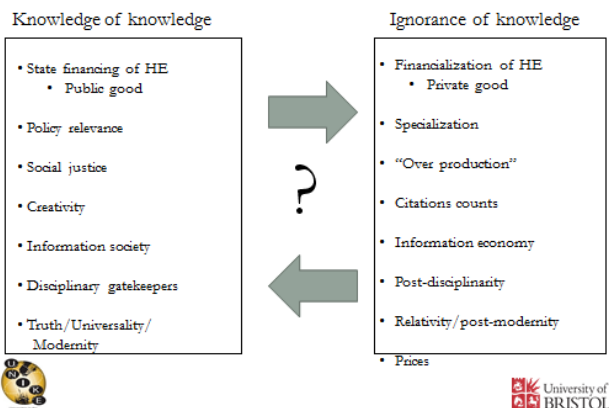 Knowledge of knowledge
• State financing of HE
• Public good
• Policy relevance
• Social justice
• Creativity
• Information society
• Disciplinary gatekeepers
• Truth/Universality/
Modernity
?
Ignorance of knowledge
• Financialization of HE
• Private good
• Specialization
• “Over production”
• Citations counts
• Information economy
• Post-disciplinarity
• Relativity/post-modernity
• Prices
UNIKE
University of
BRISTOL